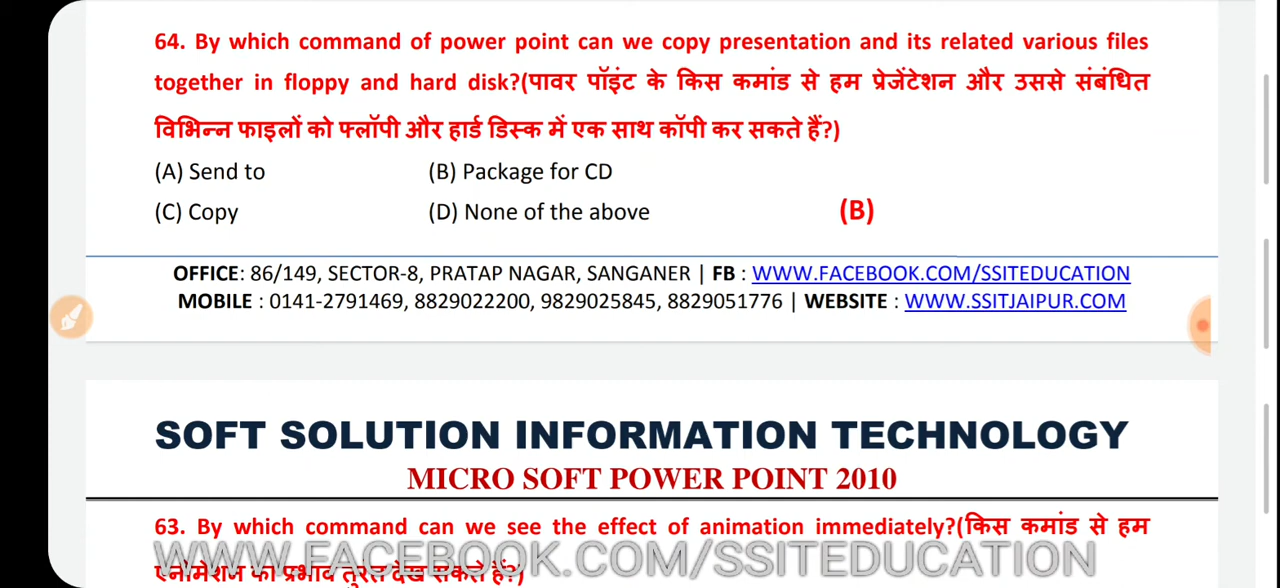 64. By which command of power point can we copy presentation and its related various files
together in floppy and hard disk?(पावर पॉइंट के किस कमांड से हम प्रेजेंटेशन और उससे संबंधित
विभिन्न फाइलों को फ्लॉपी और हार्ड डिस्क में एक साथ कॉपी कर सकते हैं?)
(A) Send to (B) Package for CD
(C) Copy (D) None of the above (B)
OFFICE: 86/149, SECTOR-8, PRATAP NAGAR, SANGANER | FB : WWW.FACEBOOK.COM/SSITEDUCATION
MOBILE : 0141-2791469, 8829022200, 9829025845, 8829051776 | WEBSITE : WWW.SSITJAIPUR.COM
SOFT SOLUTION INFORMATION TECHNOLOGY
MICRO SOFT POWER POINT 2010
63. By which command can we see the effect of animation immediately?(किस कमांड से हम
एनीमेशन का प्रभाव तुरंत देख सकते हैं?)
WWW.FACEBOOK.COM/SSITEDUCATION